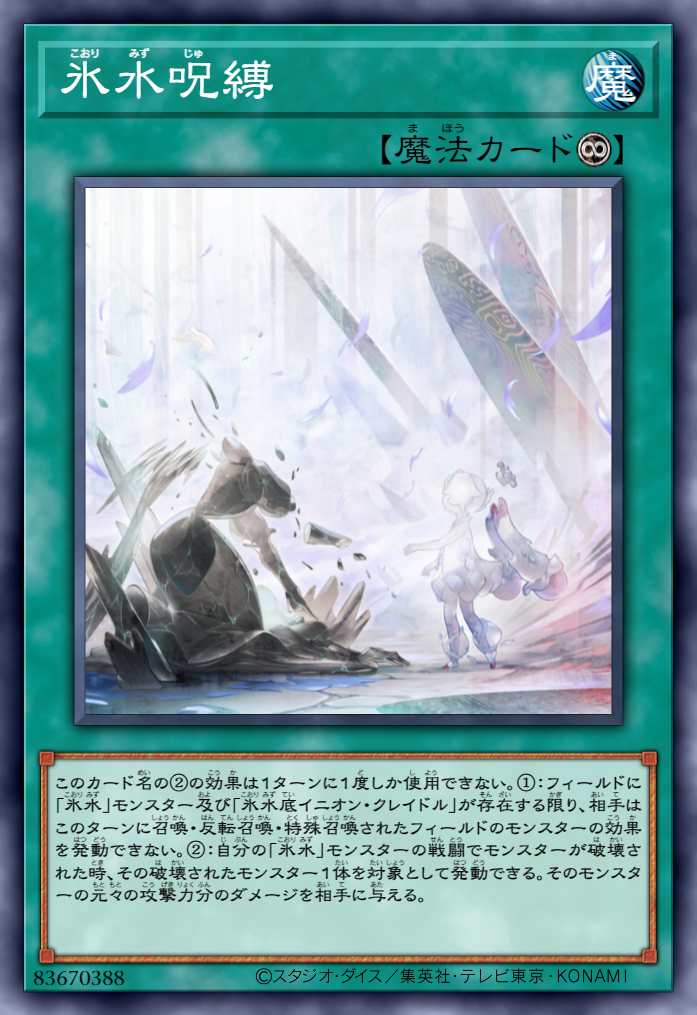 氷水呪縛
魔
【魔法カード】
このカード名の②の効果は1ターンに1度しか使用できない。①：フィールドに
「氷水」モンスター及び「氷水底イニオン・クレイドル」が存在する限り、相手は
このターンに召喚・反転召喚・特殊召喚されたフィールドのモンスターの効果
を発動できない。②：自分の「氷水」モンスターの戦闘でモンスターが破壊さ
れた時、その破壊されたモンスター1体を対象として発動できる。そのモンスタ
ーの元々の攻撃力分のダメージを相手に与える。
83670388
©スタジオ・ダイス／集英社・テレビ東京・KONAMI